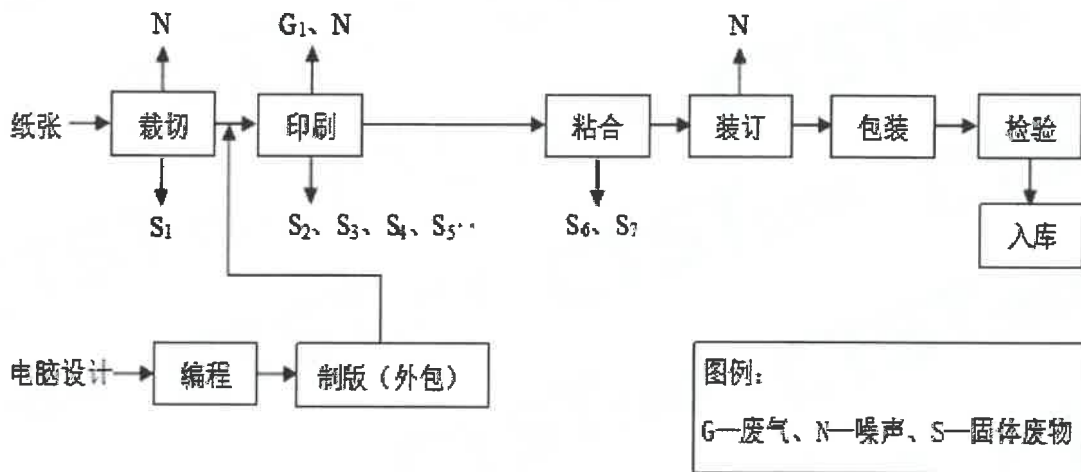 N G₁、N N
纸张 裁切 印刷 粘合 装订 包装 检验
S₁ S₂、S₃、S₄、S₅·· S₆、S₇ 入库
电脑设计 编程 制版（外包）
图例：
G—废气、N—噪声、S—固体废物